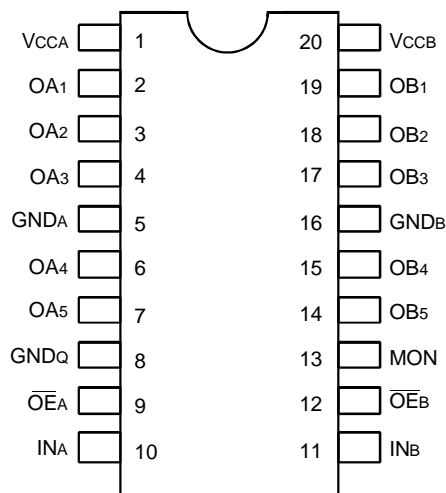 VCCA 1 20 VCCB
OA1 2 19 OB1
OA2 3 18 OB2
OA3 4 17 OB3
GNDA 5 16 GNDB
OA4 6 15 OB4
OA5 7 14 OB5
GNDQ 8 13 MON
O̅E̅A 9 12 O̅E̅B
INA 10 11 INB